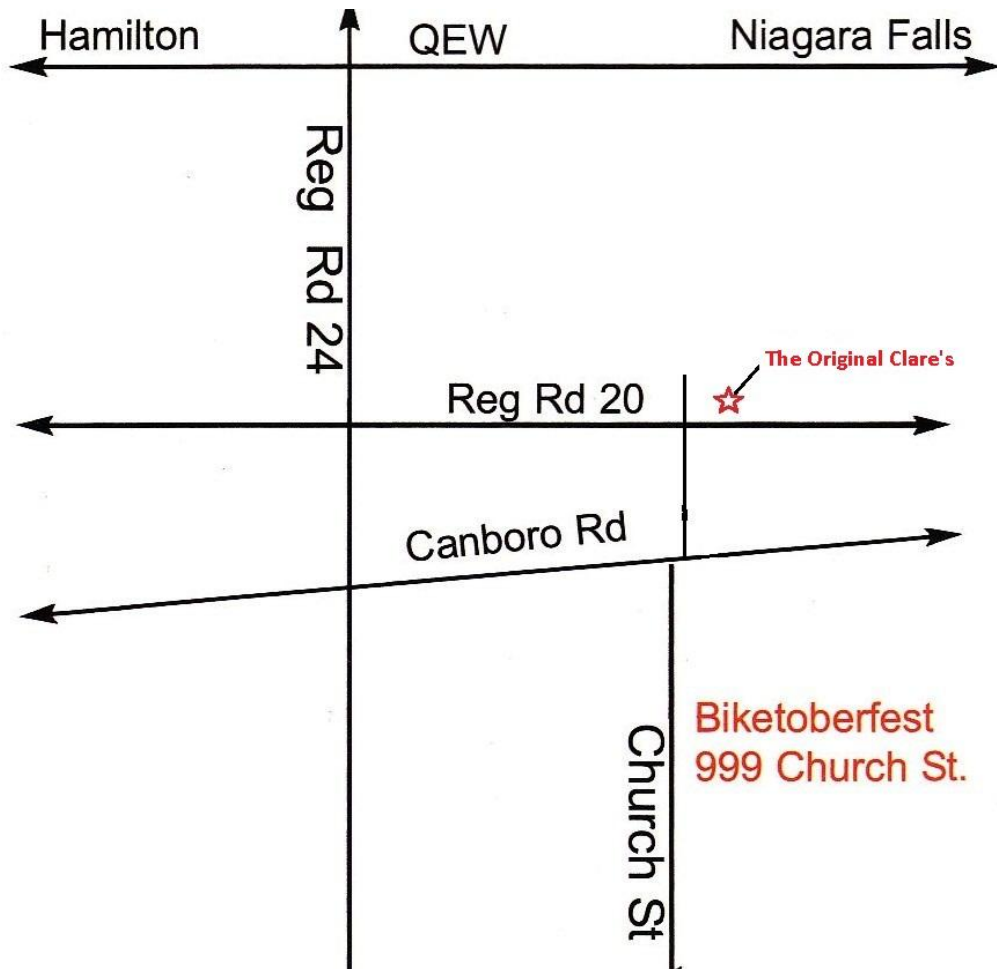 Hamilton
QEW
Niagara Falls
Reg Rd 24
The Original Clare's
Reg Rd 20
Canboro Rd
Biketoberfest
999 Church St.
Church St